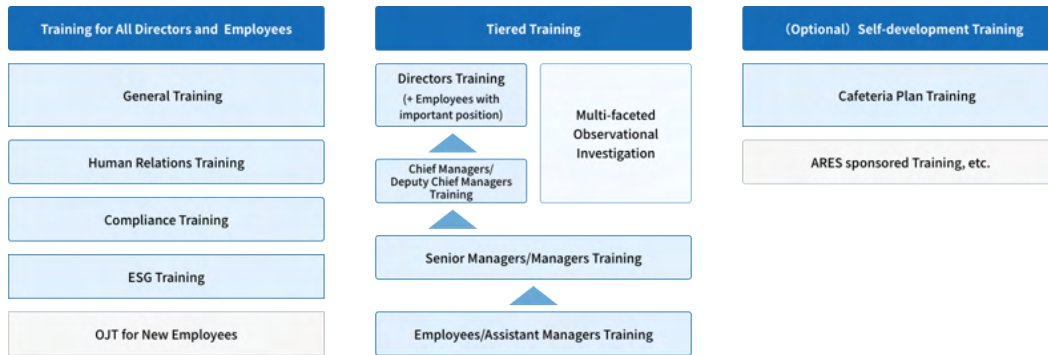 Training for All Directors and Employees
General Training
Human Relations Training
Compliance Training
ESG Training
OJT for New Employees
Tiered Training
Directors Training
(+ Employees with
important position)
Multi-faceted
Observational
Investigation
Chief Managers/
Deputy Chief Managers
Training
Senior Managers/Managers Training
Employees/Assistant Managers Training
（Optional）Self-development Training
Cafeteria Plan Training
ARES sponsored Training, etc.